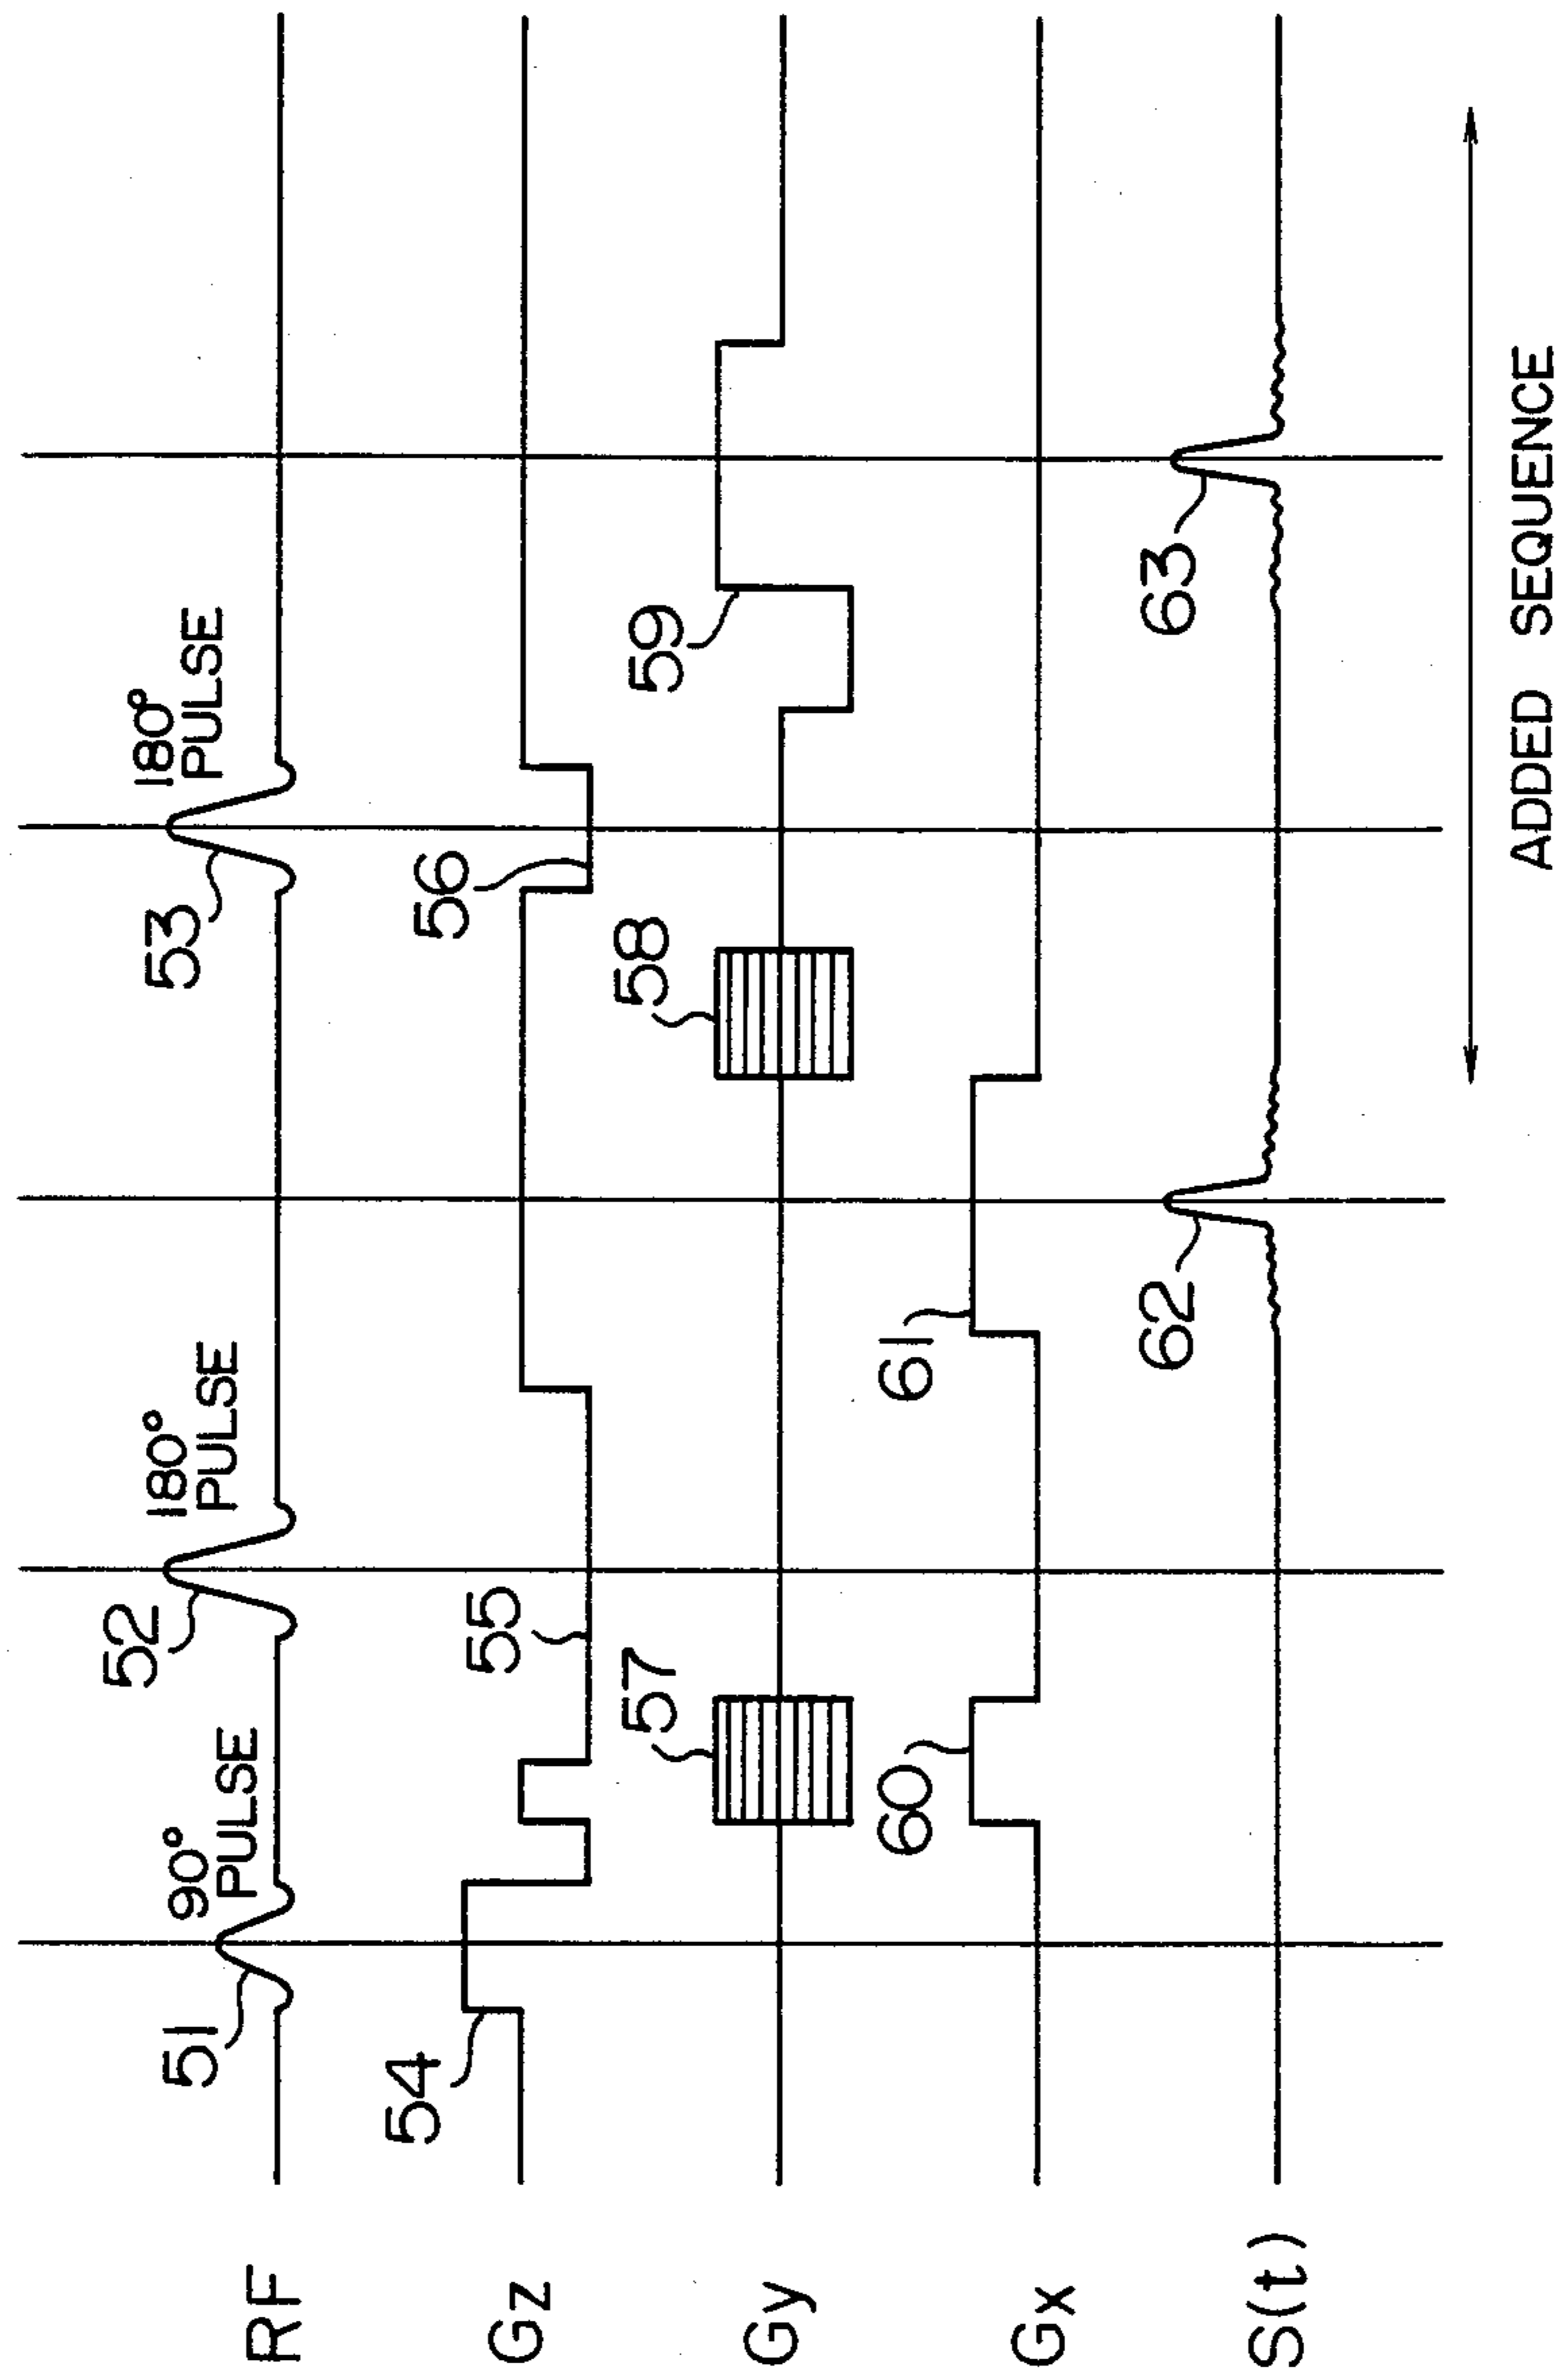 RF
51
90°
PULSE
52
180°
PULSE
53
180°
PULSE
Gz
54
55
56
Gy
57
58
59
Gx
60
61
S(t)
62
63
ADDED SEQUENCE